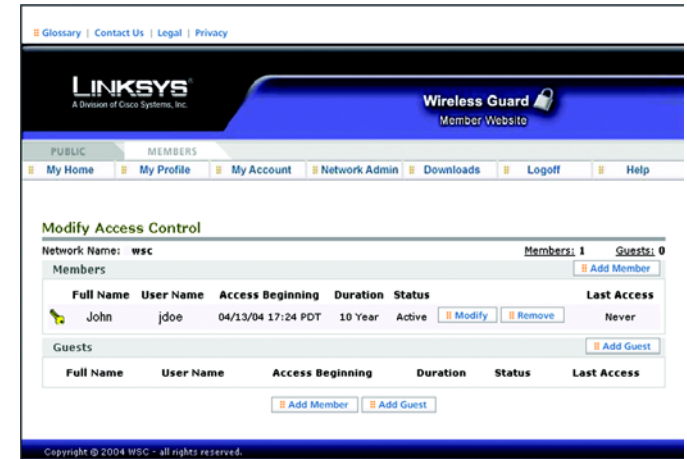 Glossary | Contact Us | Legal | Privacy
LINKSYS®
A Division of Cisco Systems, Inc.
Wireless Guard
Member Website
PUBLIC MEMBERS
My Home My Profile My Account Network Admin Downloads Logoff Help
Modify Access Control
Network Name: wsc Members: 1 Guests: 0
Members Add Member
Full Name User Name Access Beginning Duration Status Last Access
John jdoe 04/13/04 17:24 PDT 10 Year Active Modify Remove Never
Guests Add Guest
Full Name User Name Access Beginning Duration Status Last Access
Add Member Add Guest
Copyright © 2004 WSC - all rights reserved.